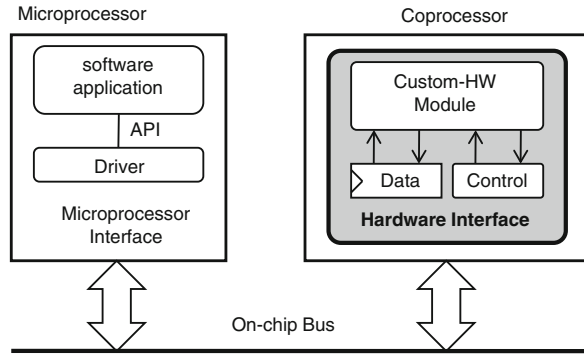 Microprocessor
software
application
API
Driver
Microprocessor
Interface
Coprocessor
Custom-HW
Module
Data
Control
Hardware Interface
On-chip Bus